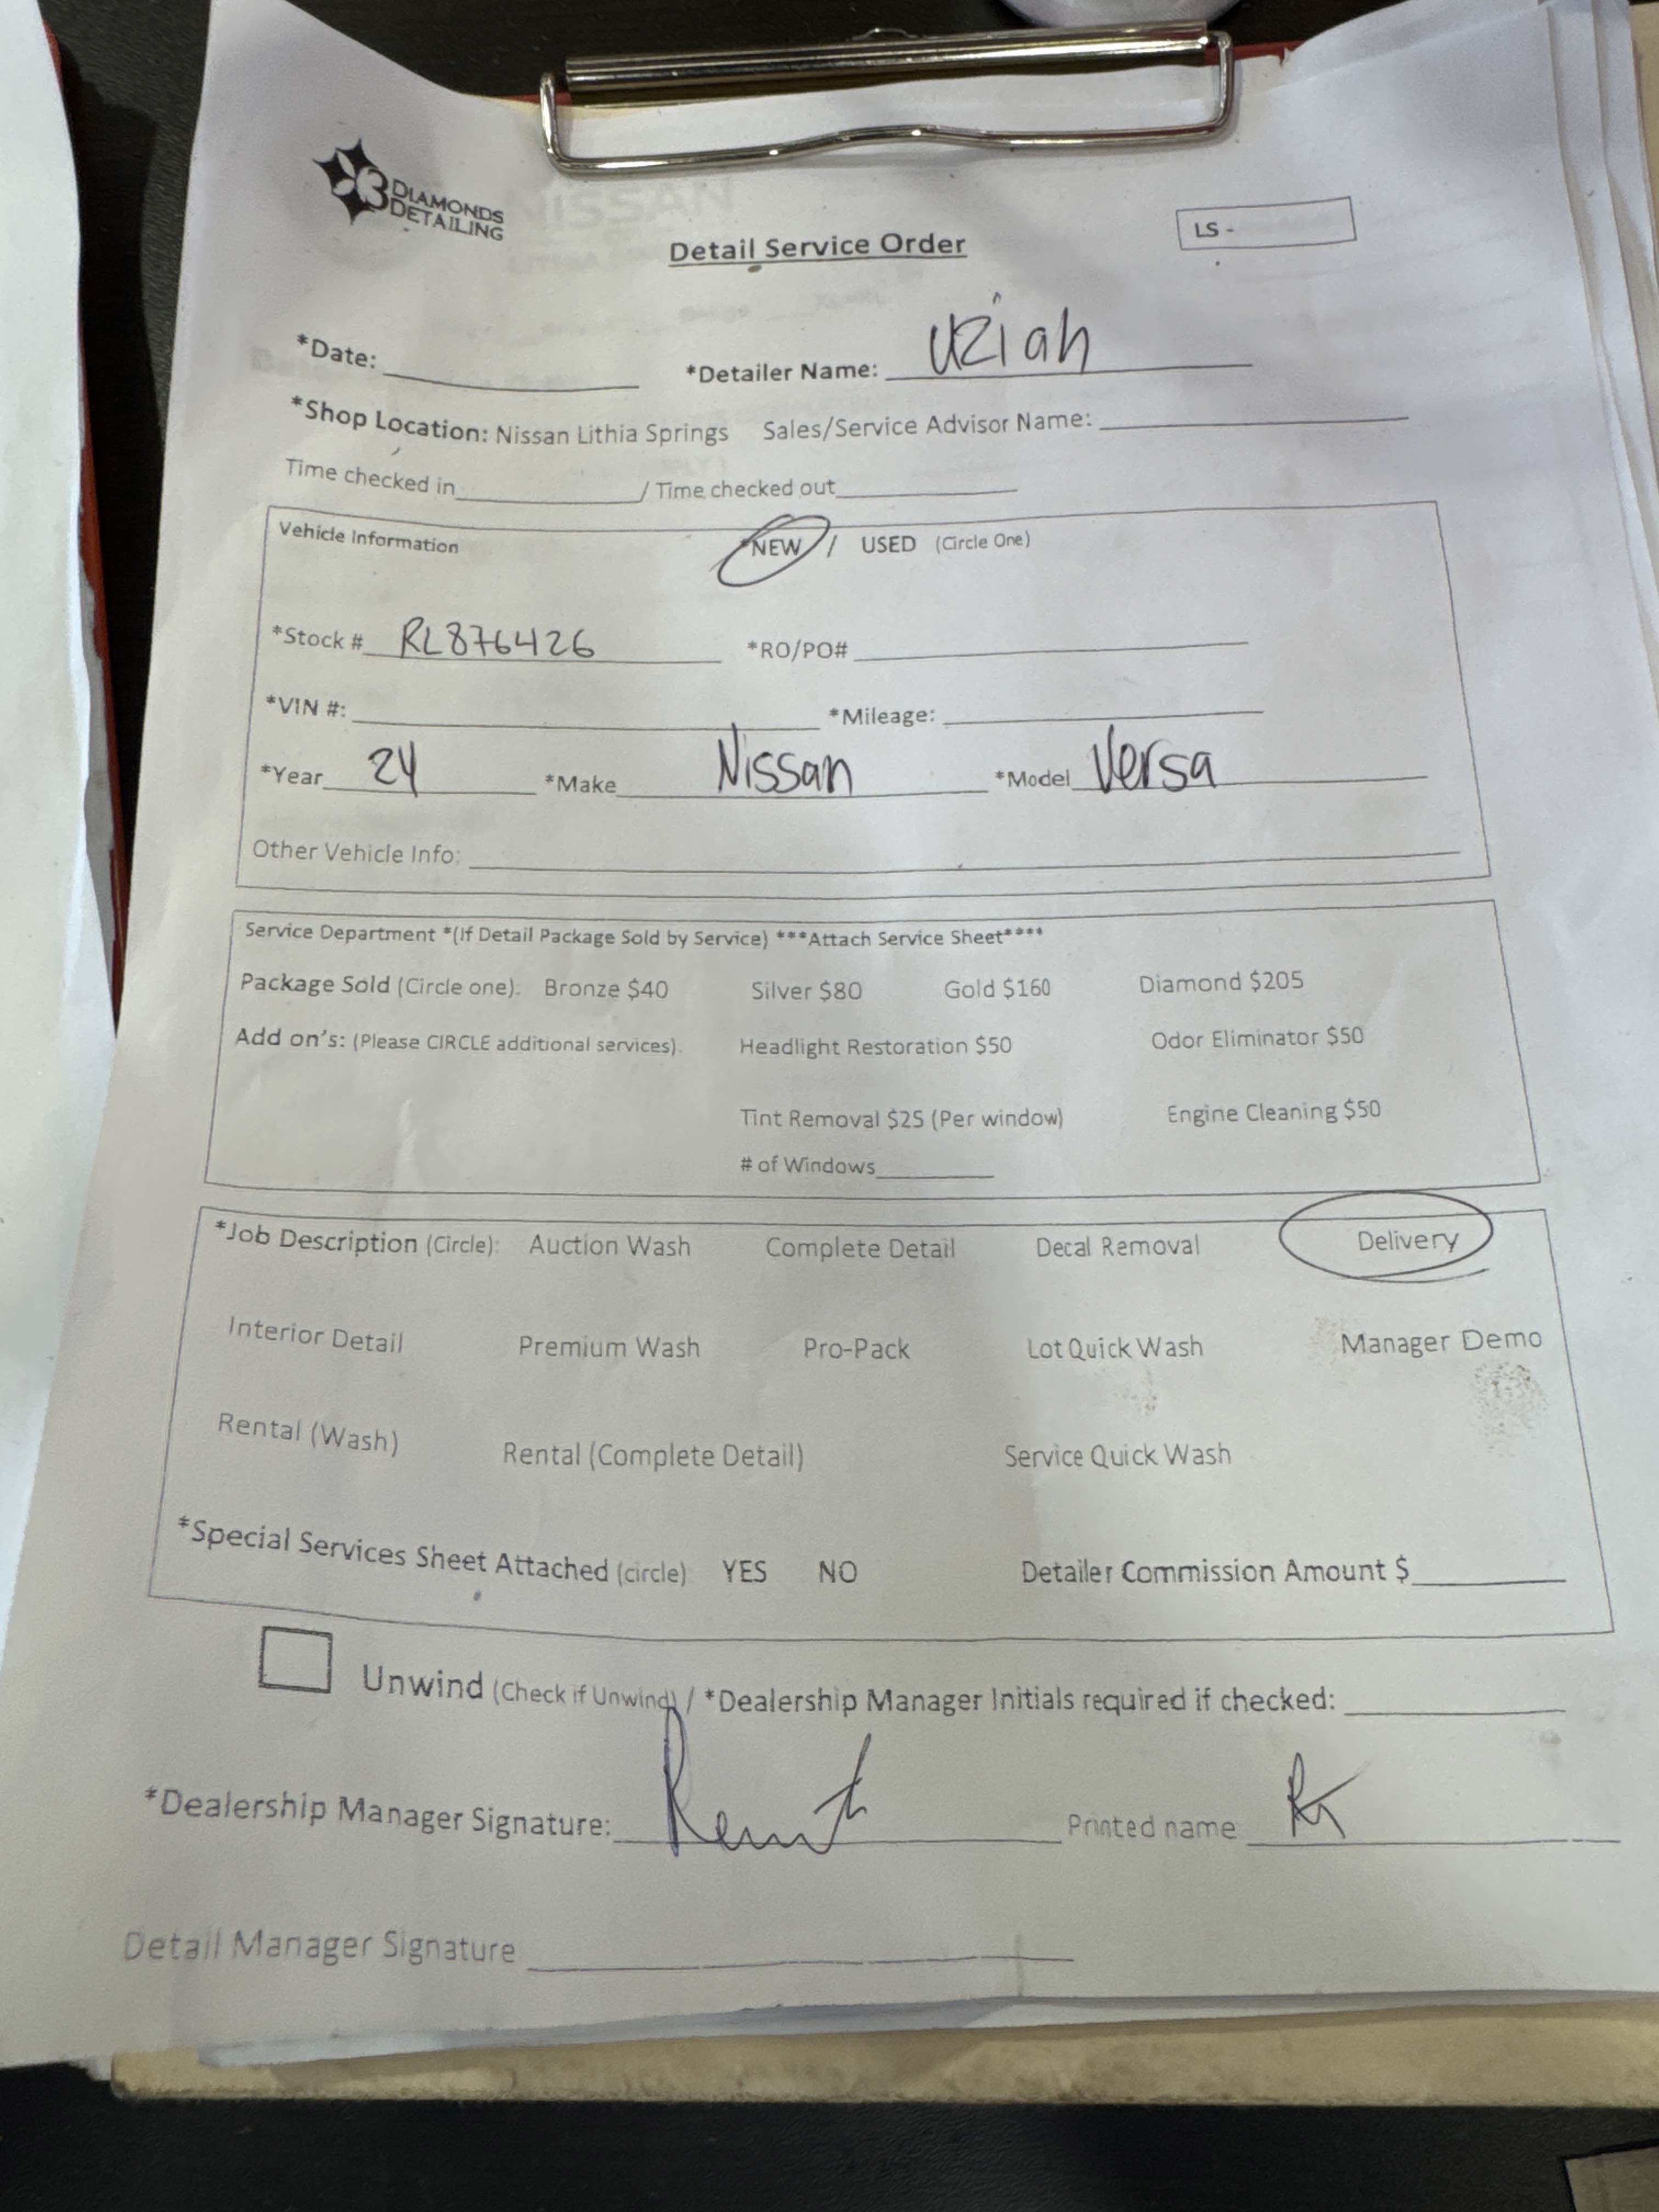 3 DIAMONDS DETAILING
NISSAN
LS -
Detail Service Order
*Date: *Detailer Name: Uziah
*Shop Location: Nissan Lithia Springs Sales/Service Advisor Name:
Time checked in / Time checked out
Vehicle Information *NEW / USED (Circle One)
*Stock # RL876426 *RO/PO#
*VIN #: *Mileage:
*Year 24 *Make Nissan *Model Versa
Other Vehicle Info:
Service Department *(If Detail Package Sold by Service) ***Attach Service Sheet****
Package Sold (Circle one): Bronze $40 Silver $80 Gold $160 Diamond $205
Add on's: (Please CIRCLE additional services). Headlight Restoration $50 Odor Eliminator $50
Tint Removal $25 (Per window) Engine Cleaning $50
# of Windows
*Job Description (Circle): Auction Wash Complete Detail Decal Removal Delivery
Interior Detail Premium Wash Pro-Pack Lot Quick Wash Manager Demo
Rental (Wash) Rental (Complete Detail) Service Quick Wash
*Special Services Sheet Attached (circle) YES NO Detailer Commission Amount $
Unwind (Check if Unwind) / *Dealership Manager Initials required if checked:
*Dealership Manager Signature: Printed name
Detail Manager Signature